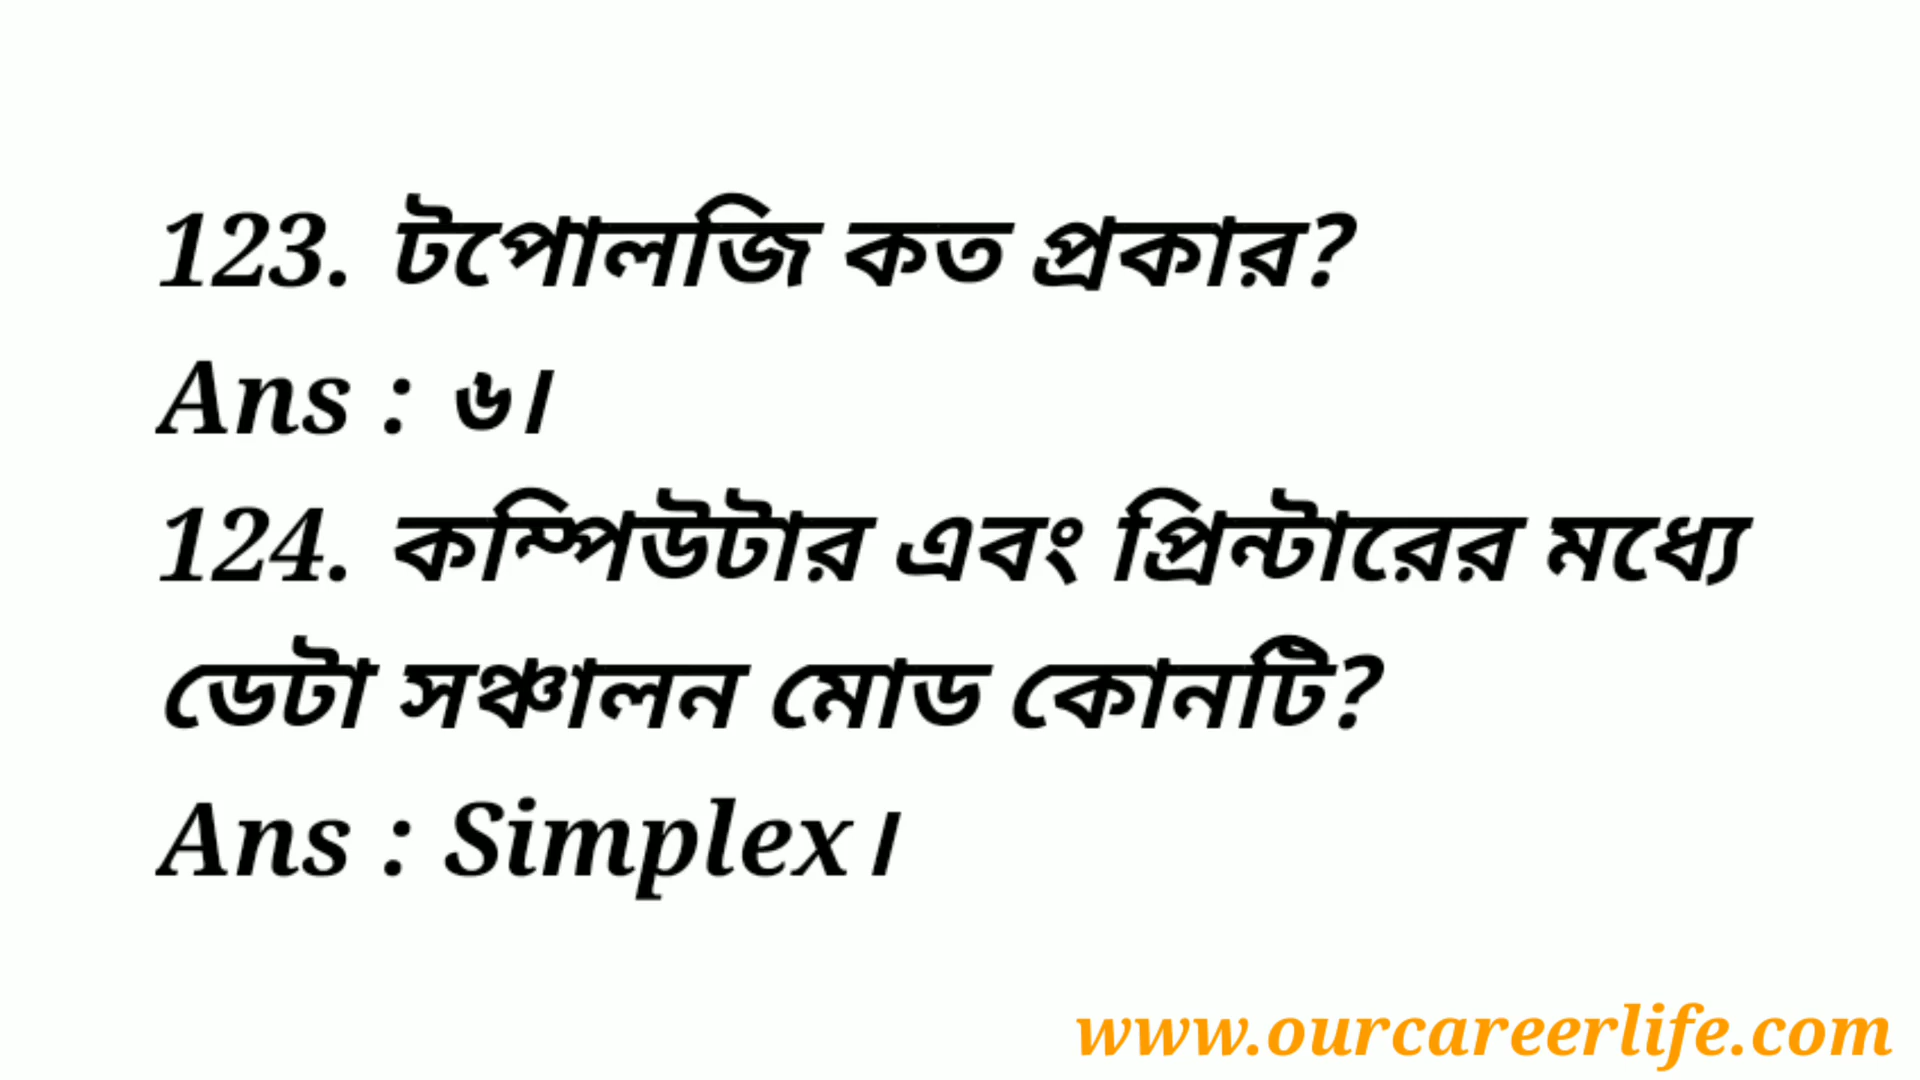 123. টপোলজি কত প্রকার?
Ans : ৬।
124. কম্পিউটার এবং প্রিন্টারের মধ্যে
ডেটা সঞ্চালন মোড কোনটি?
Ans : Simplex।
www.ourcareerlife.com